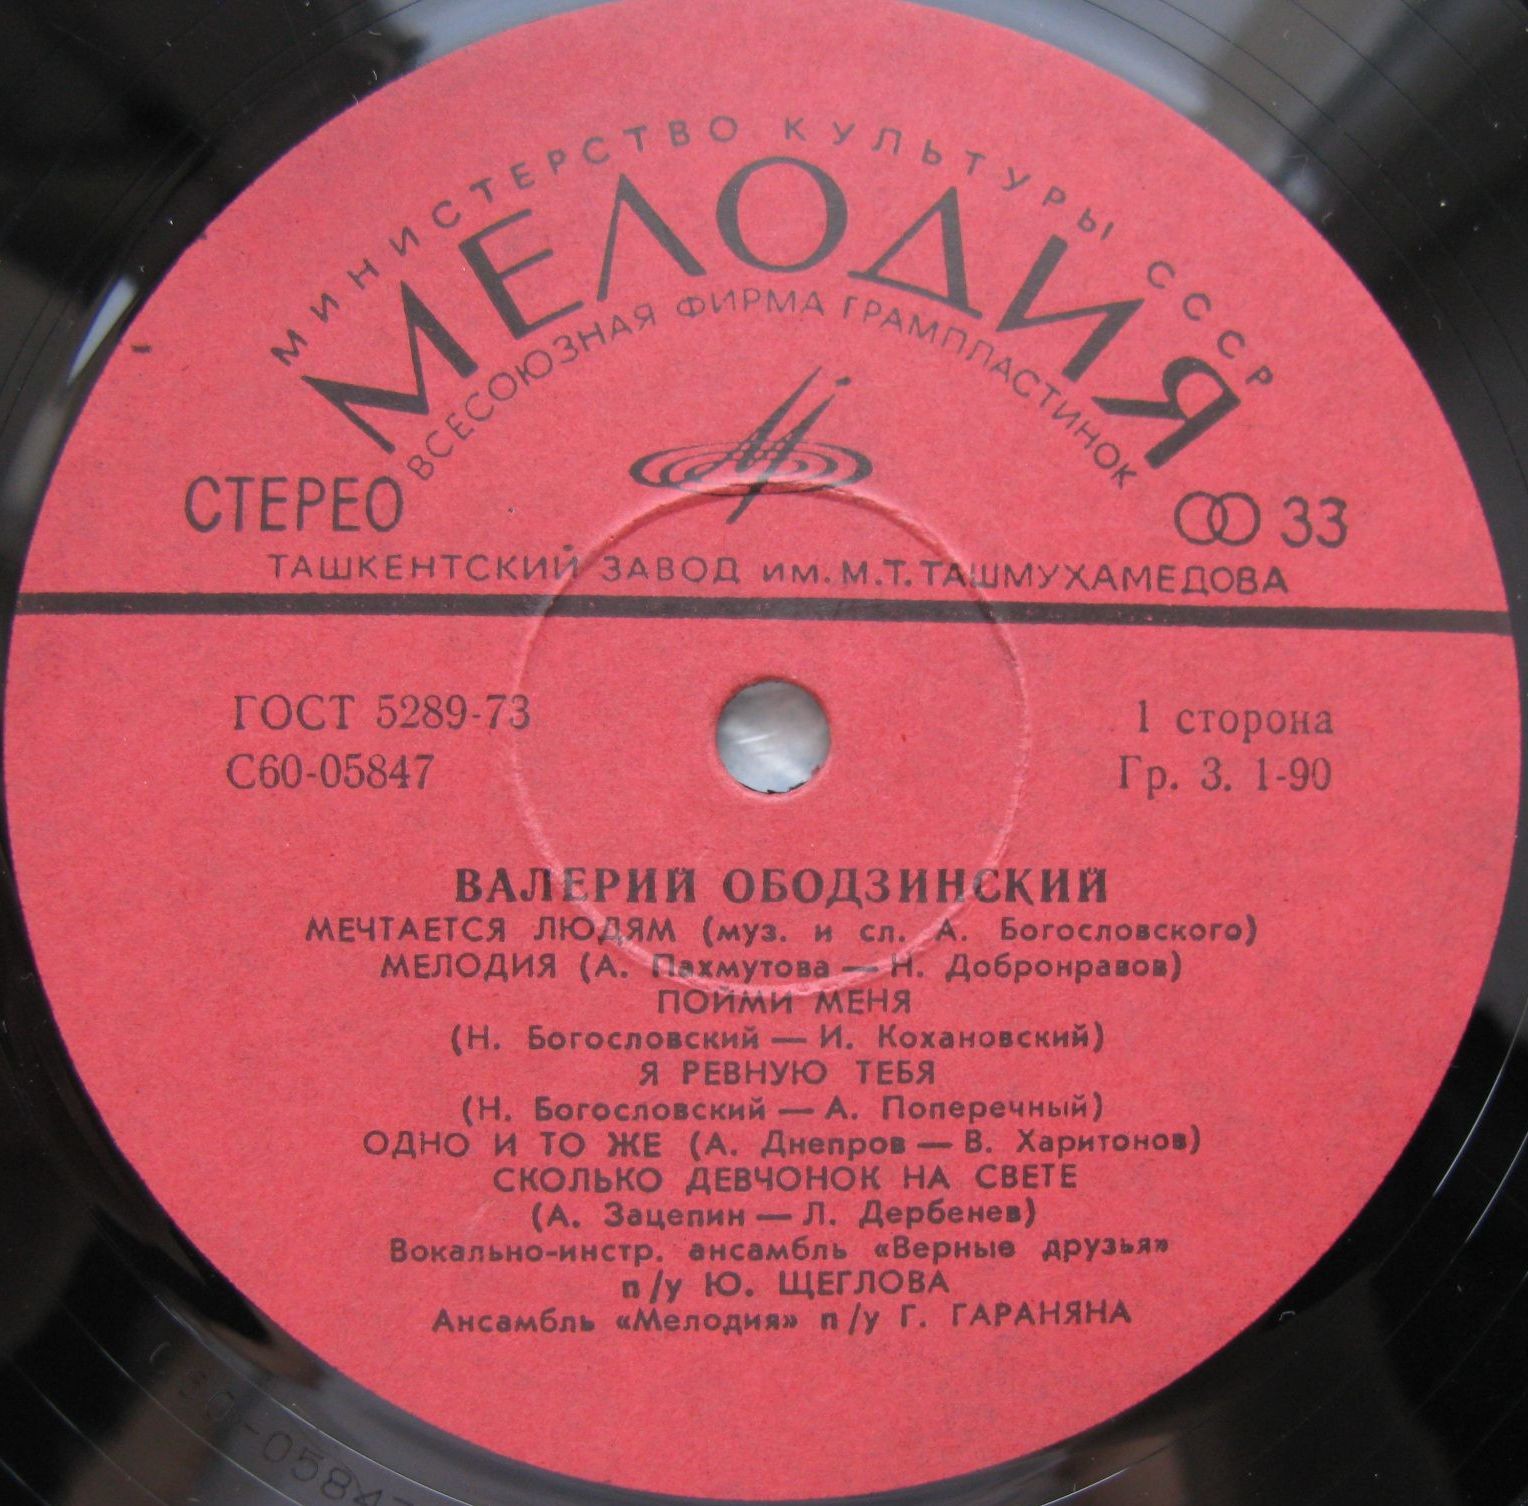 МИНИСТЕРСТВО КУЛЬТУРЫ СССР
МЕЛОДИЯ
ВСЕСОЮЗНАЯ ФИРМА ГРАМПЛАСТИНОК
СТЕРЕО
33
ТАШКЕНТСКИЙ ЗАВОД ИМ. М.Т. ТАШМУХАМЕДОВА
ГОСТ 5289-73
1 сторона
С60-05847
Гр. 3. 1-90
ВАЛЕРИЙ ОБОДЗИНСКИЙ
МЕЧТАЕТСЯ ЛЮДЯМ (муз. и сл. А. Богословского)
МЕЛОДИЯ (А. Пахмутова — Н. Добронравов)
ПОЙМИ МЕНЯ
(Н. Богословский — И. Кохановский)
Я РЕВНУЮ ТЕБЯ
(Н. Богословский — А. Поперечный)
ОДНО И ТО ЖЕ (А. Днепров — В. Харитонов)
СКОЛЬКО ДЕВЧОНОК НА СВЕТЕ
(А. Зацепин — Л. Дербенев)
Вокально-инстр. ансамбль «Верные друзья»
п/у Ю. ЩЕГЛОВА
Ансамбль «Мелодия» п/у Г. ГАРАНЯНА